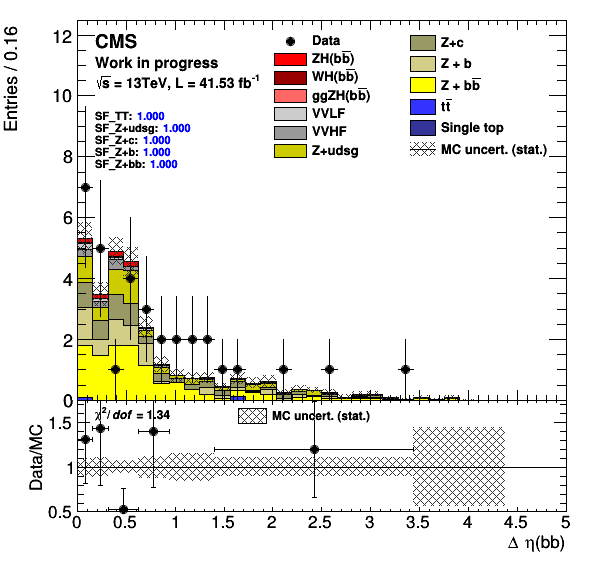 Entries / 0.16
12
10
8
6
4
2
0
CMS
Work in progress
√s = 13TeV, L = 41.53 fb⁻¹
SF_TT: 1.000
SF_Z+udsg: 1.000
SF_Z+c: 1.000
SF_Z+b: 1.000
SF_Z+bb: 1.000
Data
ZH(bb̅)
WH(bb̅)
ggZH(bb̅)
VVLF
VVHF
Z+udsg
Z+c
Z + b
Z + bb̅
tt̅
Single top
MC uncert. (stat.)
Data/MC
1.5
1
0.5
χ²/dof = 1.34
MC uncert. (stat.)
0 0.5 1 1.5 2 2.5 3 3.5 4 4.5 5
Δ η(bb)